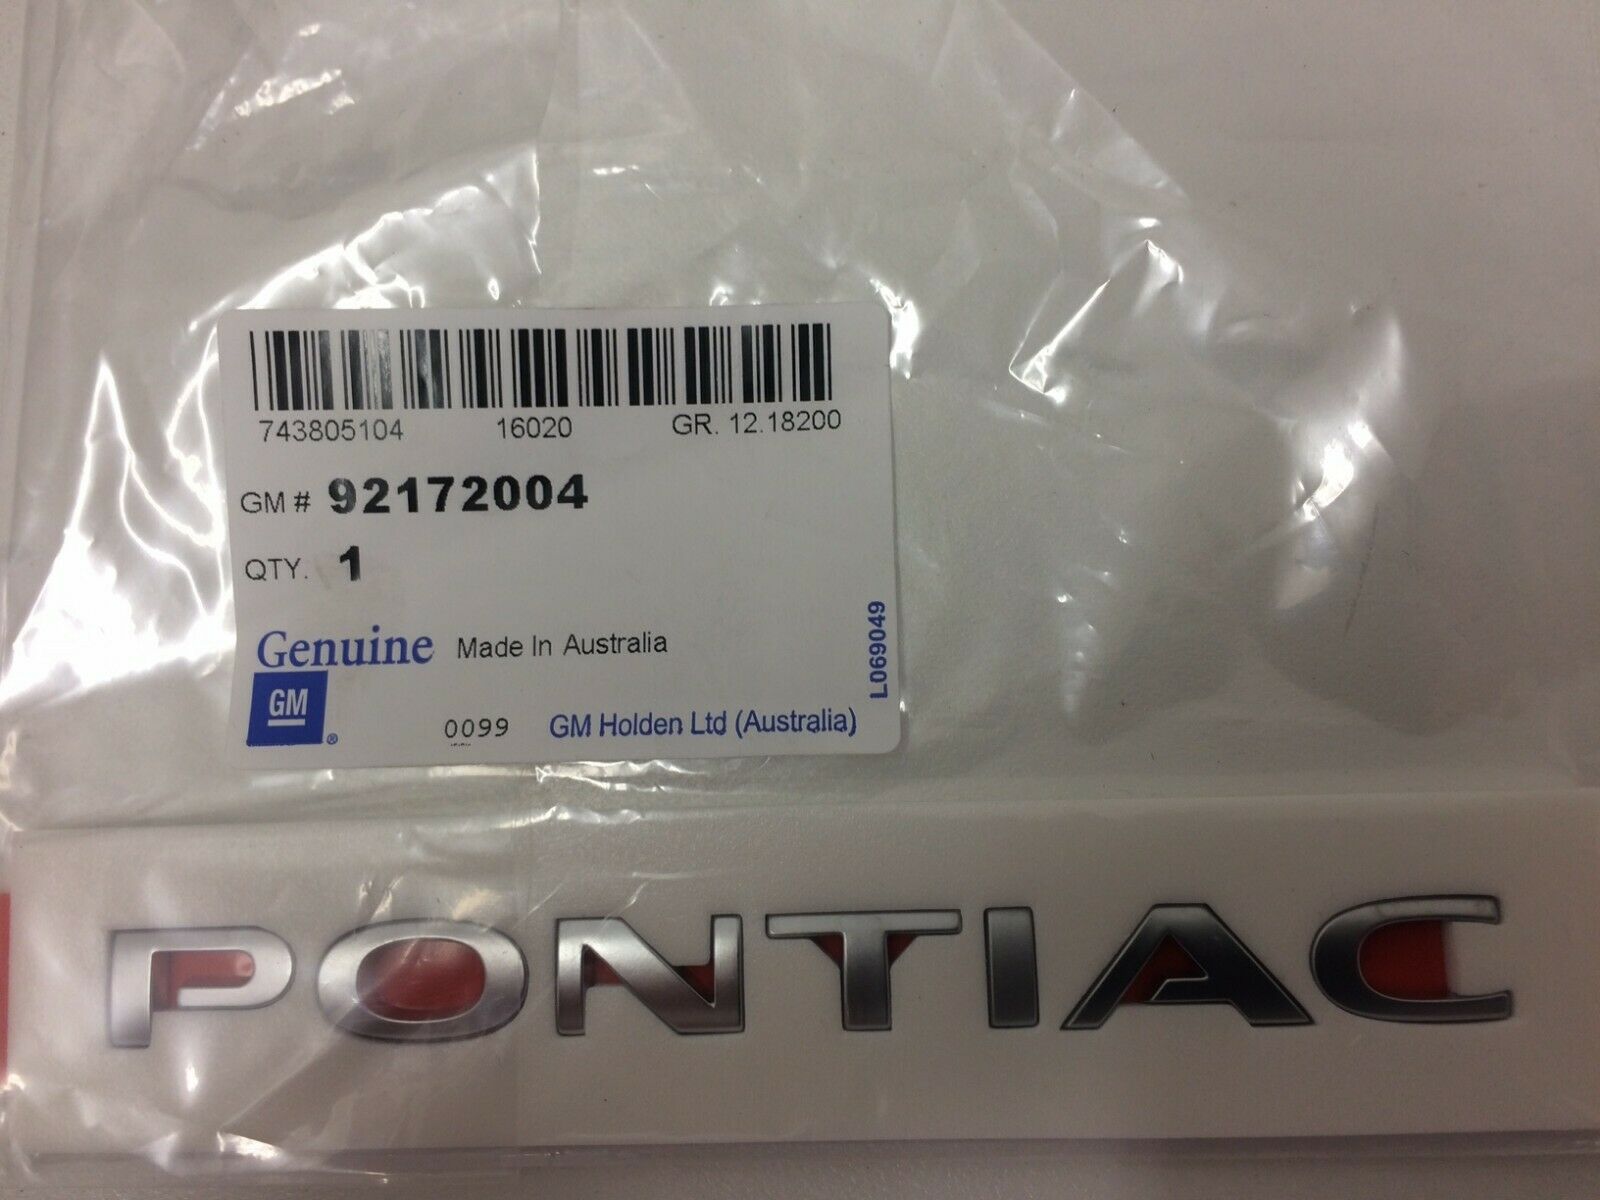 743805104 16020 GR. 12.18200
GM # 92172004
QTY. 1
Genuine Made In Australia
GM ®
0099 GM Holden Ltd (Australia)
L069049
PONTIAC